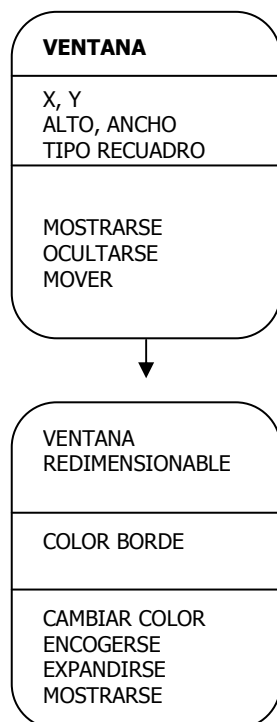 VENTANA
X, Y
ALTO, ANCHO
TIPO RECUADRO
MOSTRARSE
OCULTARSE
MOVER
VENTANA
REDIMENSIONABLE
COLOR BORDE
CAMBIAR COLOR
ENCOGERSE
EXPANDIRSE
MOSTRARSE